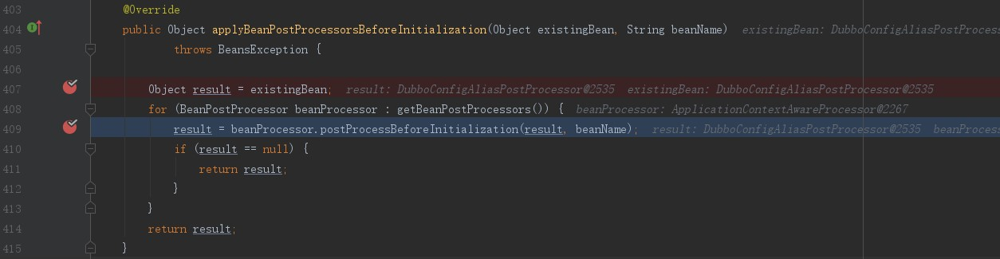 403 @Override
404 public Object applyBeanPostProcessorsBeforeInitialization(Object existingBean, String beanName) existingBean: DubboConfigAliasPostProcess
405 throws BeansException {
406
407 Object result = existingBean; result: DubboConfigAliasPostProcessor@2535 existingBean: DubboConfigAliasPostProcessor@2535
408 for (BeanPostProcessor beanProcessor : getBeanPostProcessors()) { beanProcessor: ApplicationContextAwareProcessor@2267
409 result = beanProcessor.postProcessBeforeInitialization(result, beanName); result: DubboConfigAliasPostProcessor@2535 beanProcess
410 if (result == null) {
411 return result;
412 }
413 }
414 return result;
415 }